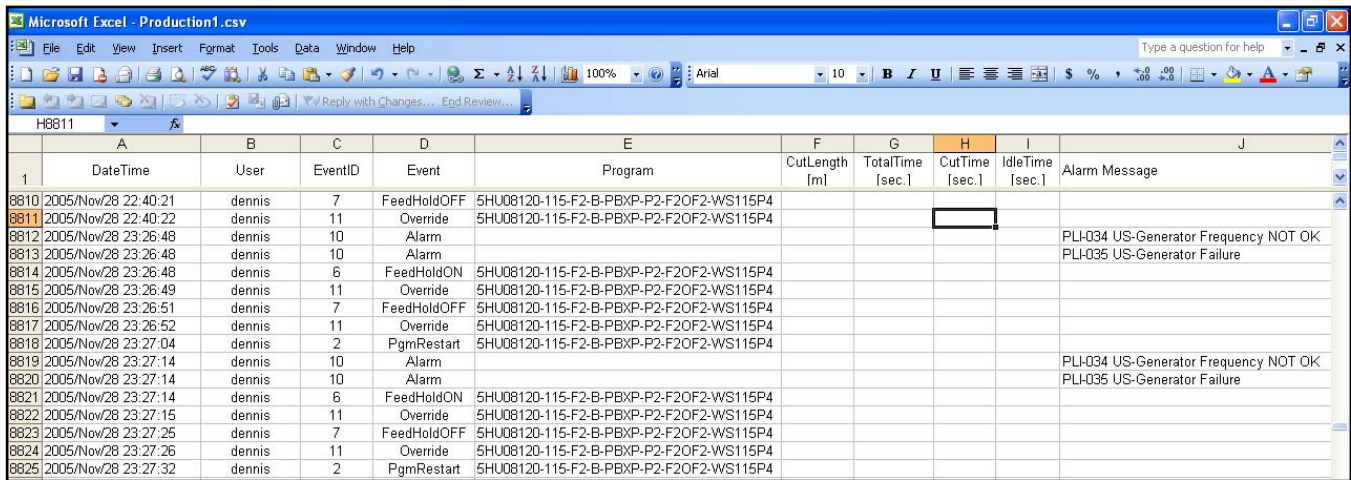 Microsoft Excel - Production1.csv
File Edit View Insert Format Tools Data Window Help Type a question for help
100% Arial 10 B I U $ % ,
Reply with Changes... End Review...
H8811 fx
A B C D E F G H I J
1 DateTime User EventID Event Program CutLength [m] TotalTime [sec.] CutTime [sec.] IdleTime [sec.] Alarm Message
8810 2005/Nov/28 22:40:21 dennis 7 FeedHoldOFF 5HU08120-115-F2-B-PBXP-P2-F2OF2-WS115P4
8811 2005/Nov/28 22:40:22 dennis 11 Override 5HU08120-115-F2-B-PBXP-P2-F2OF2-WS115P4
8812 2005/Nov/28 23:26:48 dennis 10 Alarm PLI-034 US-Generator Frequency NOT OK
8813 2005/Nov/28 23:26:48 dennis 10 Alarm PLI-035 US-Generator Failure
8814 2005/Nov/28 23:26:48 dennis 6 FeedHoldON 5HU08120-115-F2-B-PBXP-P2-F2OF2-WS115P4
8815 2005/Nov/28 23:26:49 dennis 11 Override 5HU08120-115-F2-B-PBXP-P2-F2OF2-WS115P4
8816 2005/Nov/28 23:26:51 dennis 7 FeedHoldOFF 5HU08120-115-F2-B-PBXP-P2-F2OF2-WS115P4
8817 2005/Nov/28 23:26:52 dennis 11 Override 5HU08120-115-F2-B-PBXP-P2-F2OF2-WS115P4
8818 2005/Nov/28 23:27:04 dennis 2 PgmRestart 5HU08120-115-F2-B-PBXP-P2-F2OF2-WS115P4
8819 2005/Nov/28 23:27:14 dennis 10 Alarm PLI-034 US-Generator Frequency NOT OK
8820 2005/Nov/28 23:27:14 dennis 10 Alarm PLI-035 US-Generator Failure
8821 2005/Nov/28 23:27:14 dennis 6 FeedHoldON 5HU08120-115-F2-B-PBXP-P2-F2OF2-WS115P4
8822 2005/Nov/28 23:27:15 dennis 11 Override 5HU08120-115-F2-B-PBXP-P2-F2OF2-WS115P4
8823 2005/Nov/28 23:27:25 dennis 7 FeedHoldOFF 5HU08120-115-F2-B-PBXP-P2-F2OF2-WS115P4
8824 2005/Nov/28 23:27:26 dennis 11 Override 5HU08120-115-F2-B-PBXP-P2-F2OF2-WS115P4
8825 2005/Nov/28 23:27:32 dennis 2 PgmRestart 5HU08120-115-F2-B-PBXP-P2-F2OF2-WS115P4